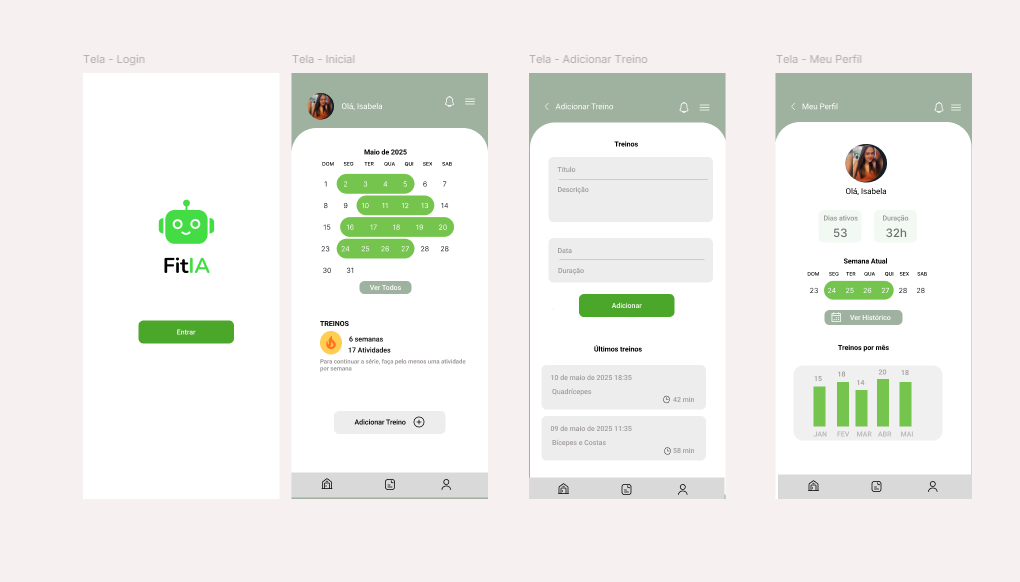 Tela - Login
FitIA
Entrar
Tela - Inicial
Olá, Isabela
Maio de 2025
DOM SEG TER QUA QUI SEX SAB
1 2 3 4 5 6 7
8 9 10 11 12 13 14
15 16 17 18 19 20
23 24 25 26 27 28 28
30 31
Ver Todos
TREINOS
6 semanas
17 Atividades
Para continuar a série, faça pelo menos uma atividade
por semana
Adicionar Treino
Tela - Adicionar Treino
Adicionar Treino
Treinos
Título
Descrição
Data
Duração
Adicionar
Últimos treinos
10 de maio de 2025 18:35
Quadrícepes
42 min
09 de maio de 2025 11:35
Bícepes e Costas
58 min
Tela - Meu Perfil
Meu Perfil
Olá, Isabela
Dias ativos
53
Duração
32h
Semana Atual
DOM SEG TER QUA QUI SEX SAB
23 24 25 26 27 28 28
Ver Histórico
Treinos por mês
15 18 14 20 18
JAN FEV MAR ABR MAI